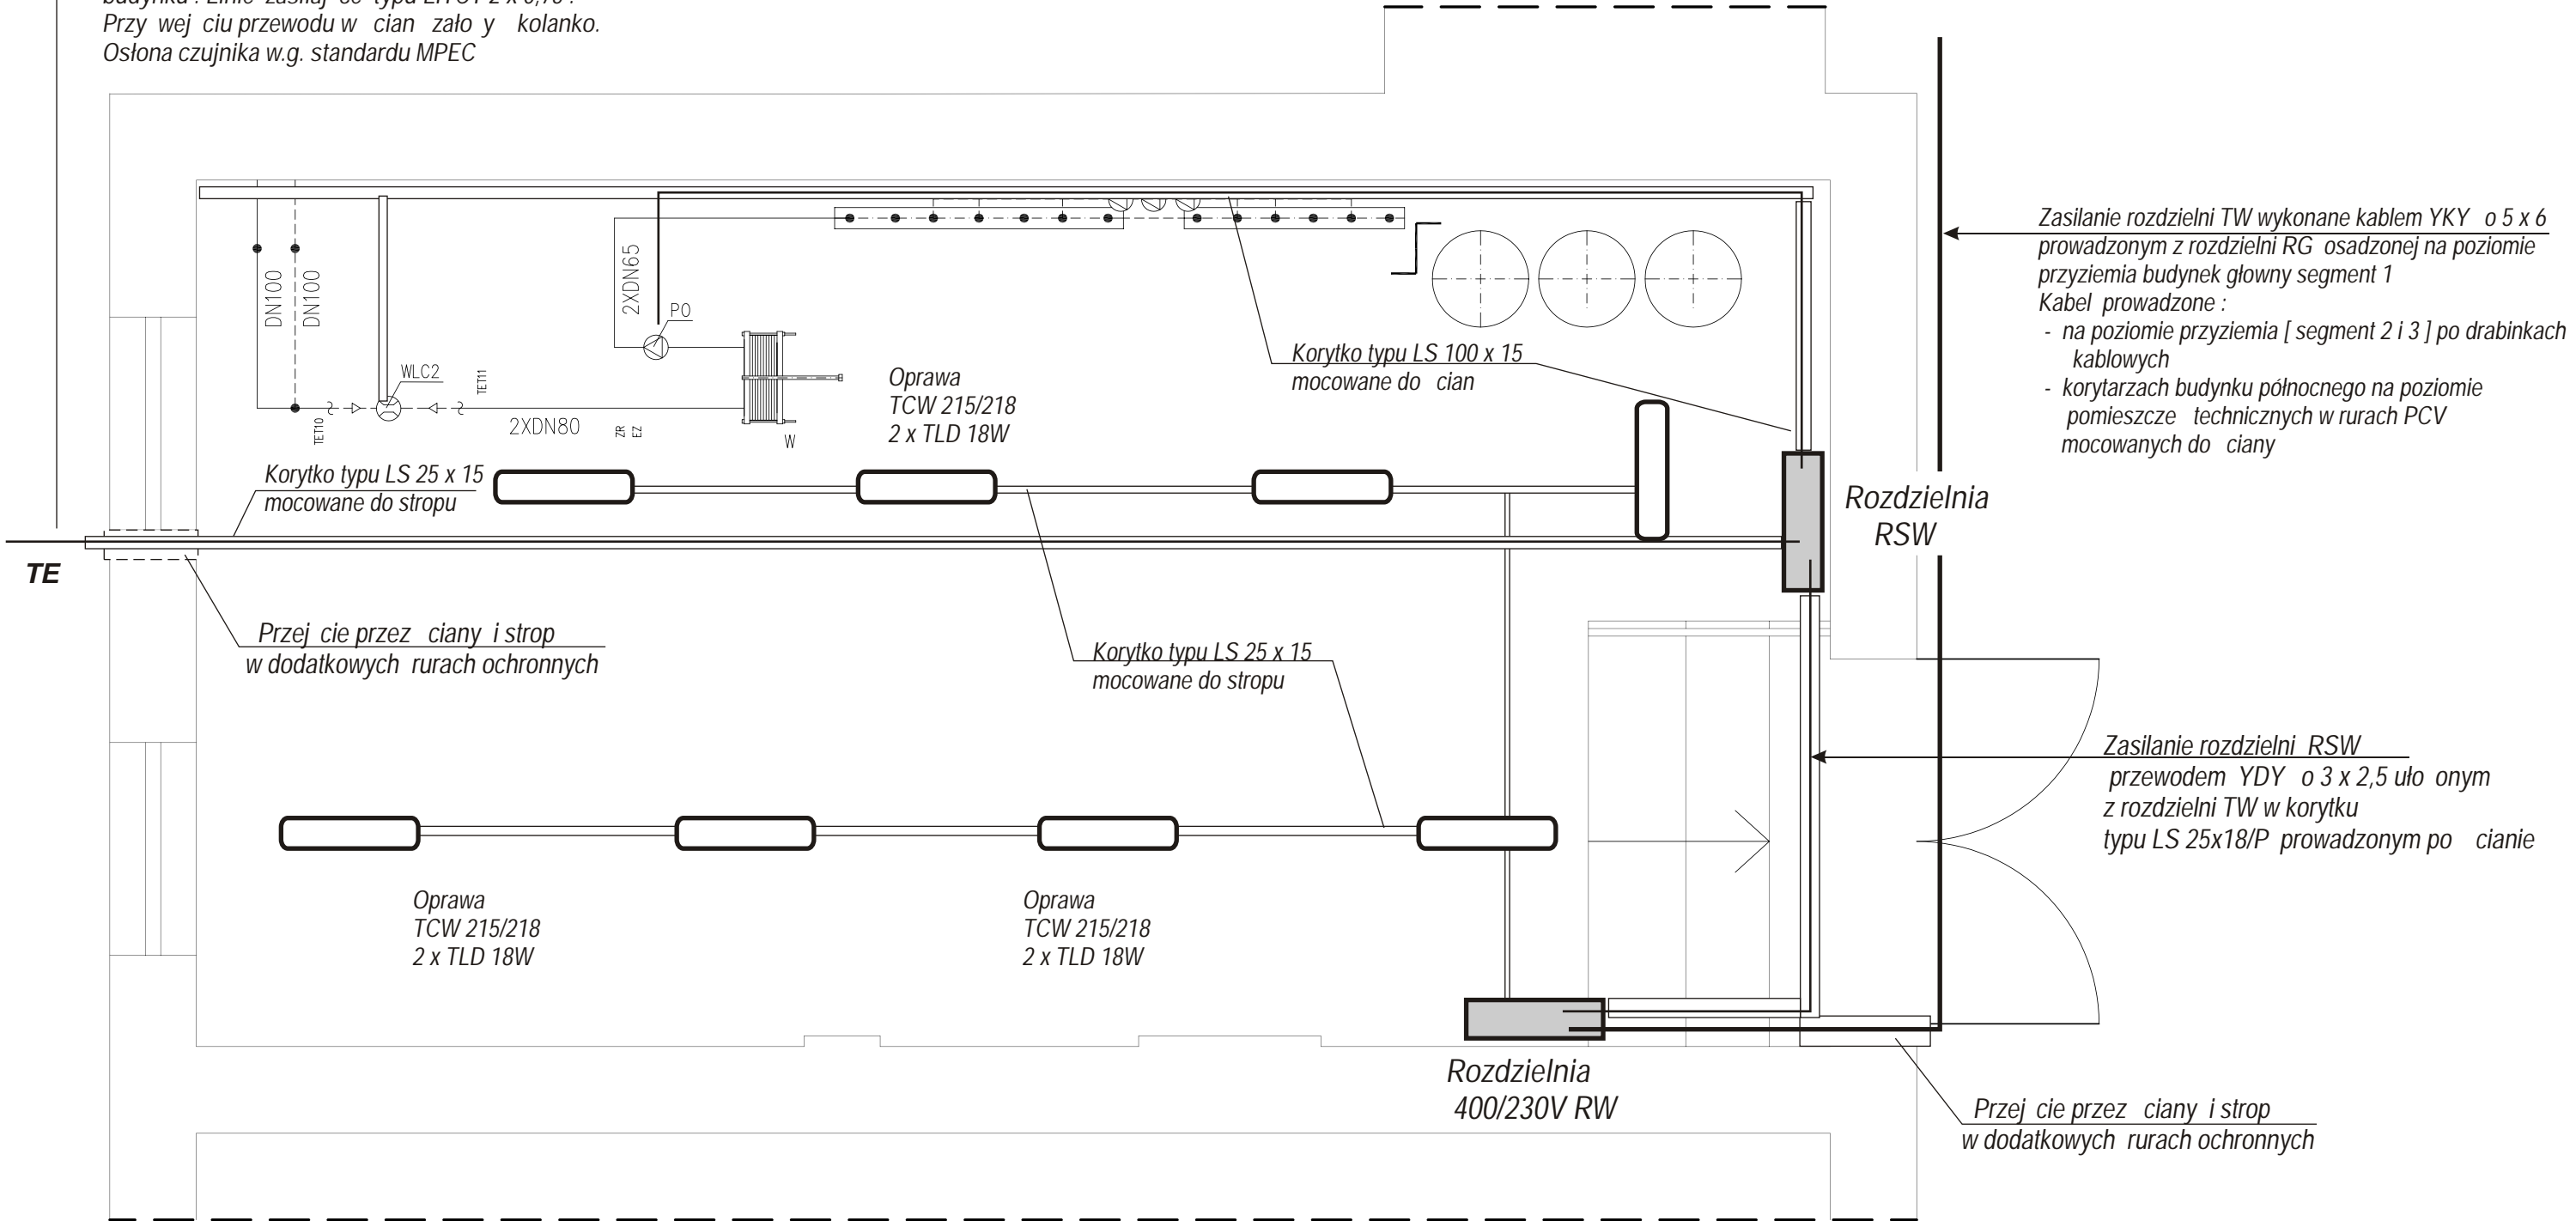 Przy wej ciu przewodu w cian zało y kolanko.
Osłona czujnika w.g. standardu MPEC
Zasilanie rozdzielni TW wykonane kablem YKY o 5 x 6
prowadzonym z rozdzielni RG osadzonej na poziomie
przyziemia budynek głowny segment 1
Kabel prowadzone :
- na poziomie przyziemia [ segment 2 i 3 ] po drabinkach
kablowych
- korytarzach budynku północnego na poziomie
pomieszcze technicznych w rurach PCV
mocowanych do ciany
DN100
DN100
2XDN65
PO
WLC2
TET11
TET10
2XDN80
ZR
EZ
W
Oprawa
TCW 215/218
2 x TLD 18W
Korytko typu LS 100 x 15
mocowane do cian
Korytko typu LS 25 x 15
mocowane do stropu
Rozdzielnia
RSW
TE
Przej cie przez ciany i strop
w dodatkowych rurach ochronnych
Korytko typu LS 25 x 15
mocowane do stropu
Zasilanie rozdzielni RSW
przewodem YDY o 3 x 2,5 uło onym
z rozdzielni TW w korytku
typu LS 25x18/P prowadzonym po cianie
Oprawa
TCW 215/218
2 x TLD 18W
Oprawa
TCW 215/218
2 x TLD 18W
Rozdzielnia
400/230V RW
Przej cie przez ciany i strop
w dodatkowych rurach ochronnych